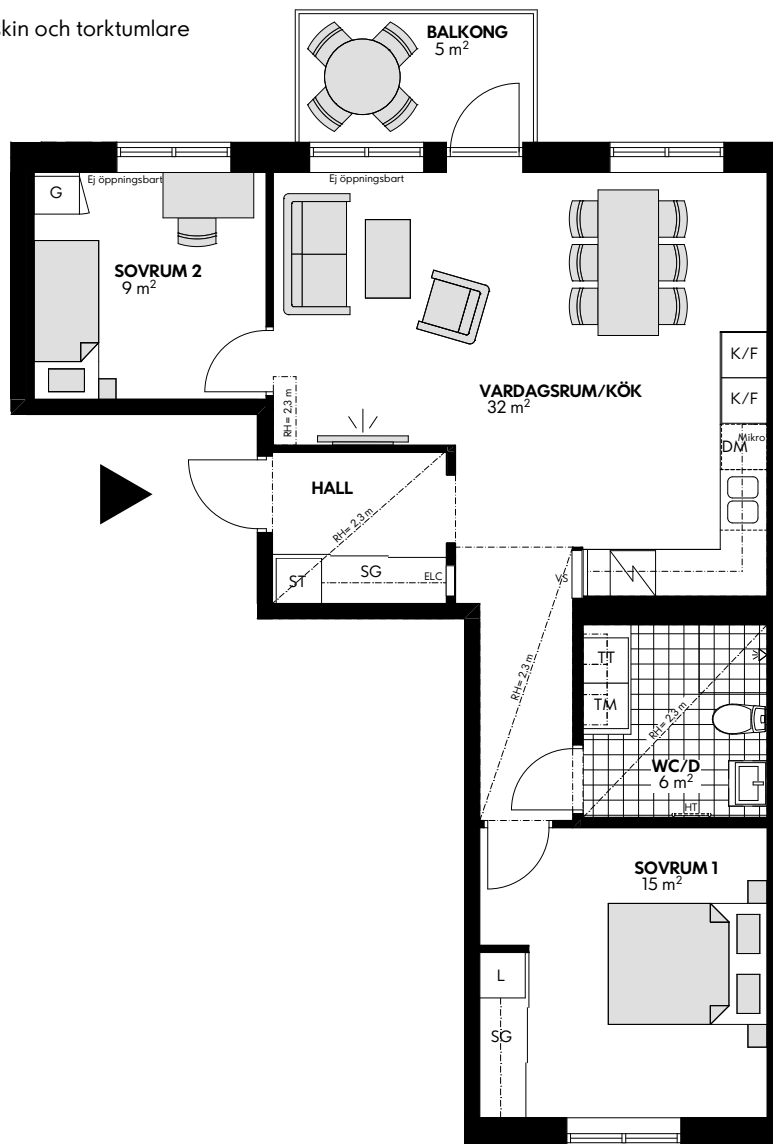 skin och torktumlare
BALKONG
5 m²
Ej öppningsbart
Ej öppningsbart
G
SOVRUM 2
9 m²
K/F
VARDAGSRUM/KÖK
32 m²
K/F
RH= 2,3 m
Mikro
DM
HALL
RH= 2,3 m
ST
SG
ELC
VS
TT
RH= 2,3 m
TM
RH= 2,3 m
WC/D
6 m²
HT
SOVRUM 1
15 m²
L
SG